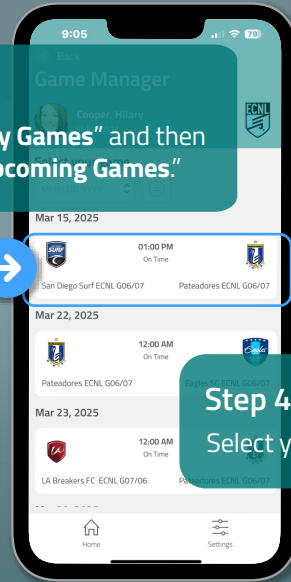 9:05
79
Back
Game Manager
Cooper, Hilary
ECNL
y Games” and then
coming Games.”
Mar 15, 2025
SURF
01:00 PM
On Time
San Diego Surf ECNL G06/07
Pateadores ECNL G06/07
Mar 22, 2025
12:00 AM
On Time
Eagles
Pateadores ECNL G06/07
Eagles SC ECNL G06/07
Step 4
Select y
Mar 23, 2025
12:00 AM
On Time
LA Breakers FC ECNL G07/06
Pateadores ECNL G06/07
Home
Settings